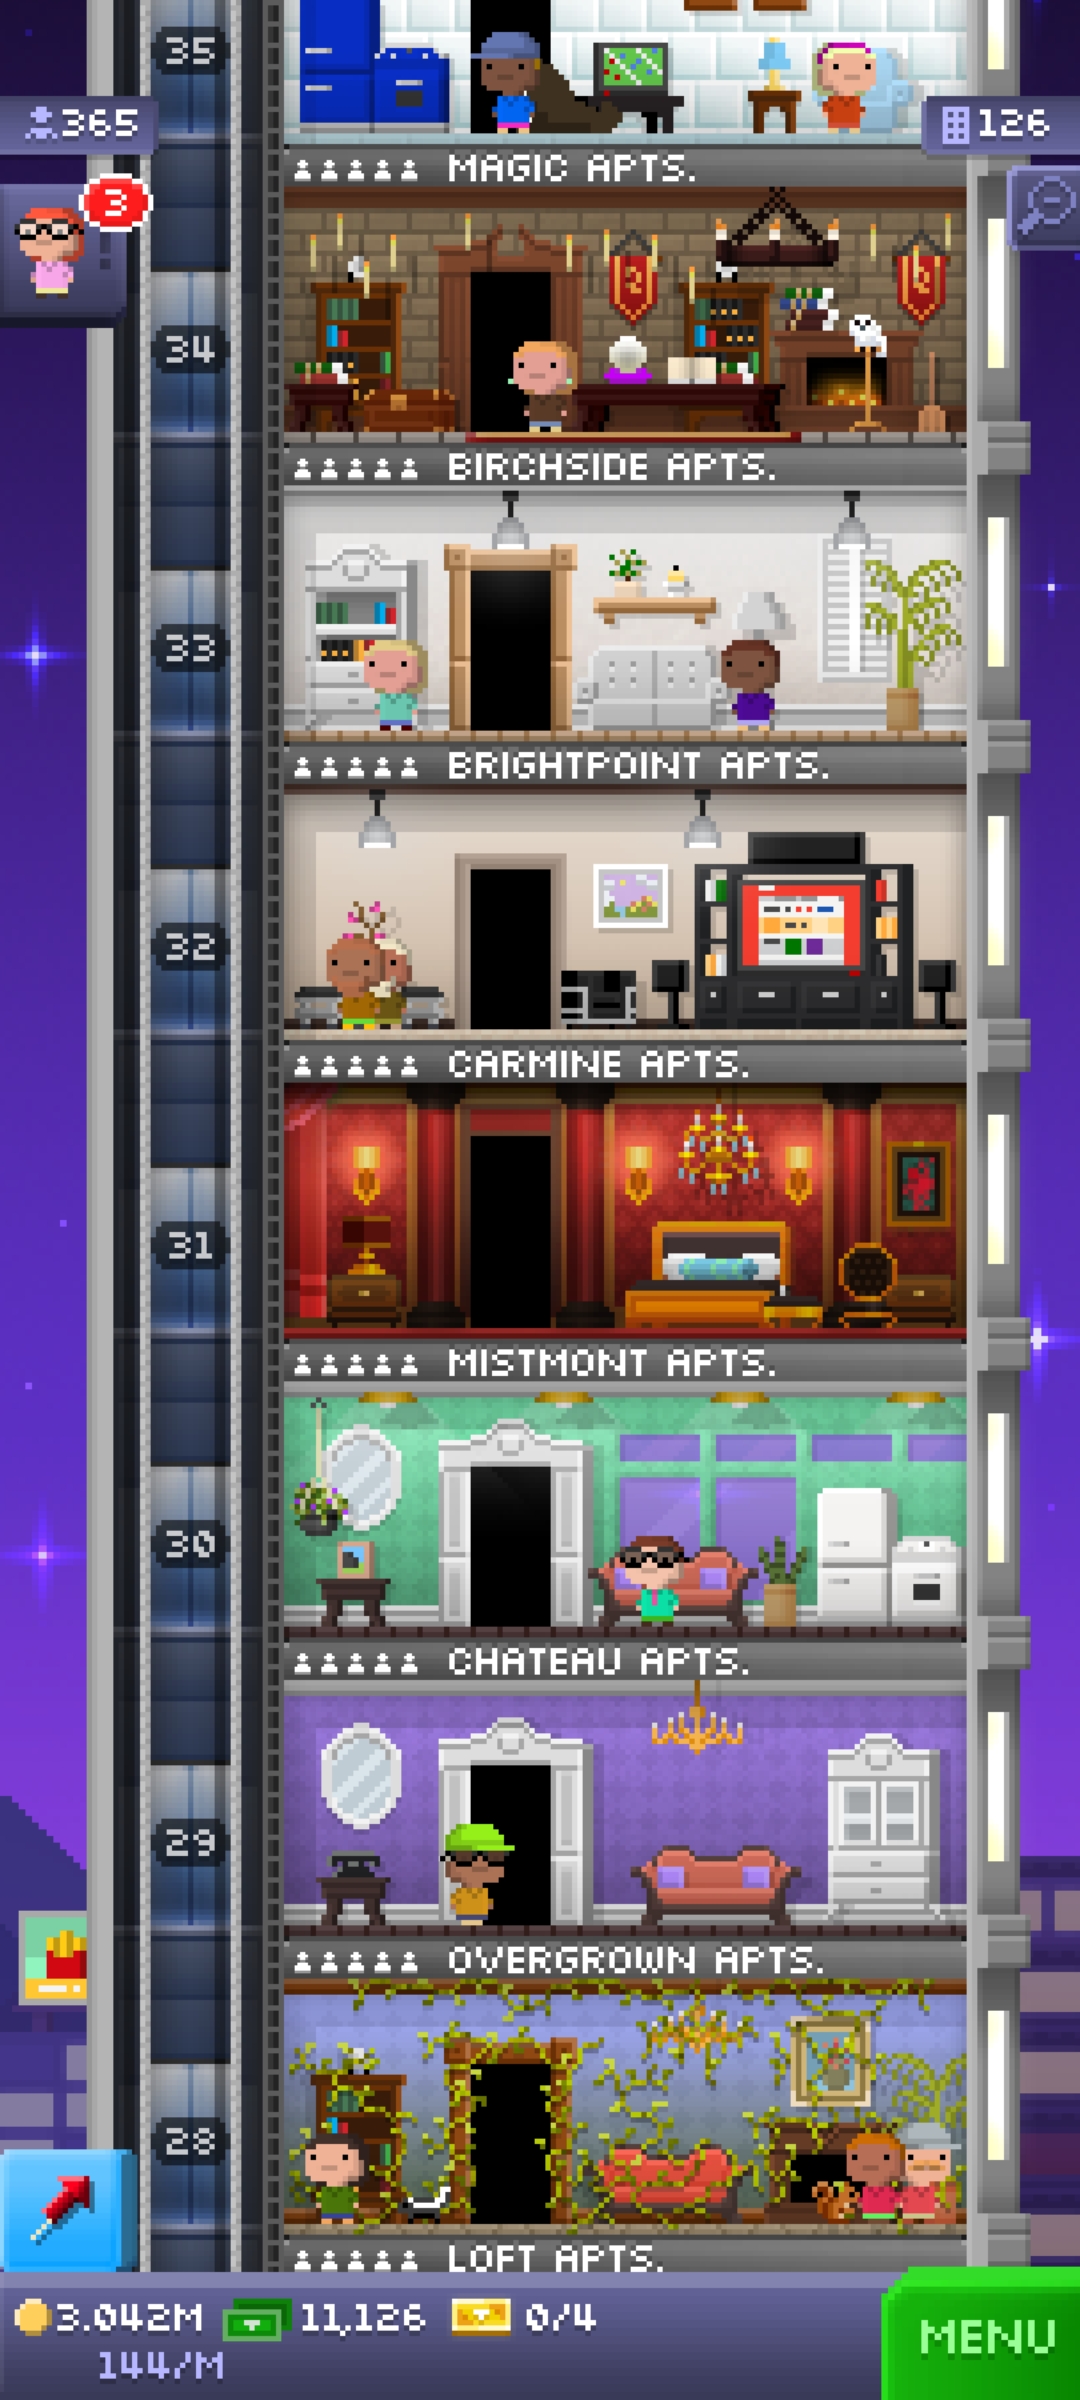 35
365
126
3
MAGIC APTS.
34
BIRCHSIDE APTS.
33
BRIGHTPOINT APTS.
32
CARMINE APTS.
31
MISTMONT APTS.
30
CHATEAU APTS.
29
OVERGROWN APTS.
28
LOFT APTS.
3.042M 11,126 0/4
144/M
MENU